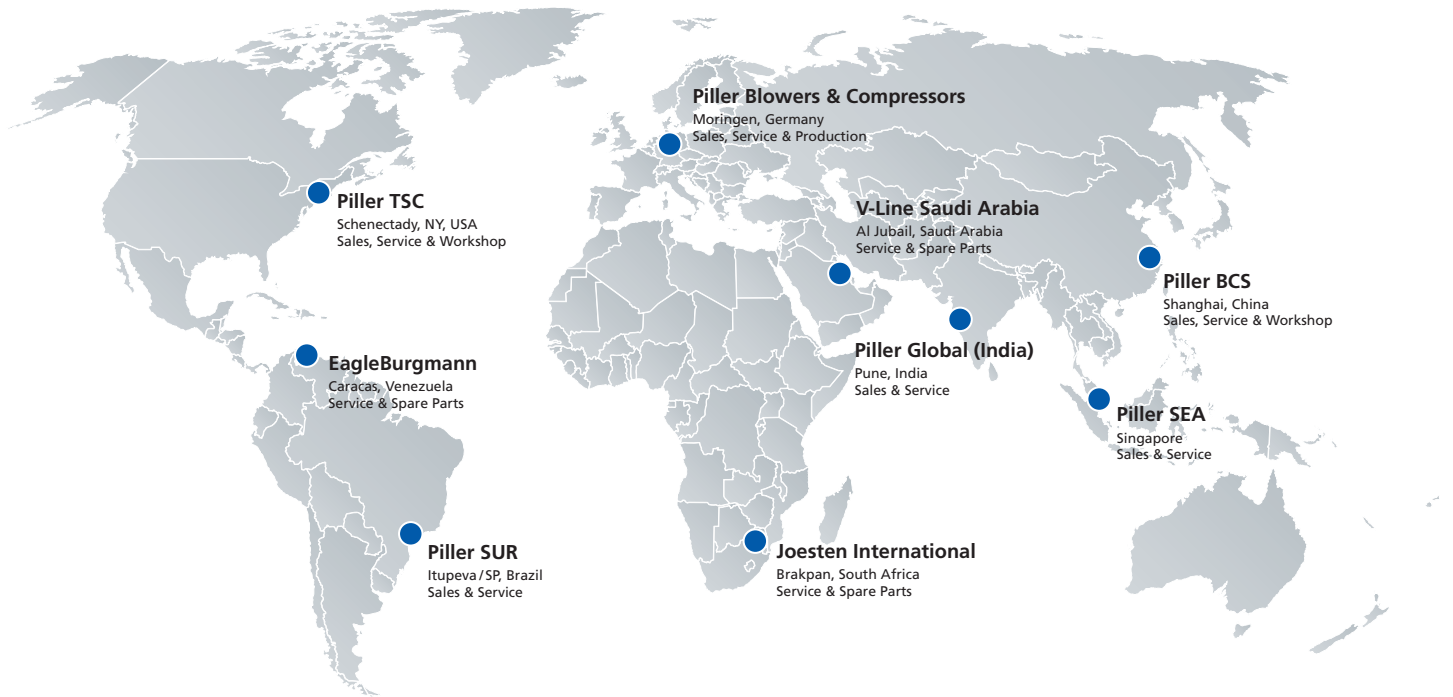 Piller Blowers & Compressors
Moringen, Germany
Sales, Service & Production
Piller TSC
Schenectady, NY, USA
Sales, Service & Workshop
V-Line Saudi Arabia
Al Jubail, Saudi Arabia
Service & Spare Parts
Piller BCS
Shanghai, China
Sales, Service & Workshop
EagleBurgmann
Caracas, Venezuela
Service & Spare Parts
Piller Global (India)
Pune, India
Sales & Service
Piller SEA
Singapore
Sales & Service
Piller SUR
Itupeva/SP, Brazil
Sales & Service
Joesten International
Brakpan, South Africa
Service & Spare Parts